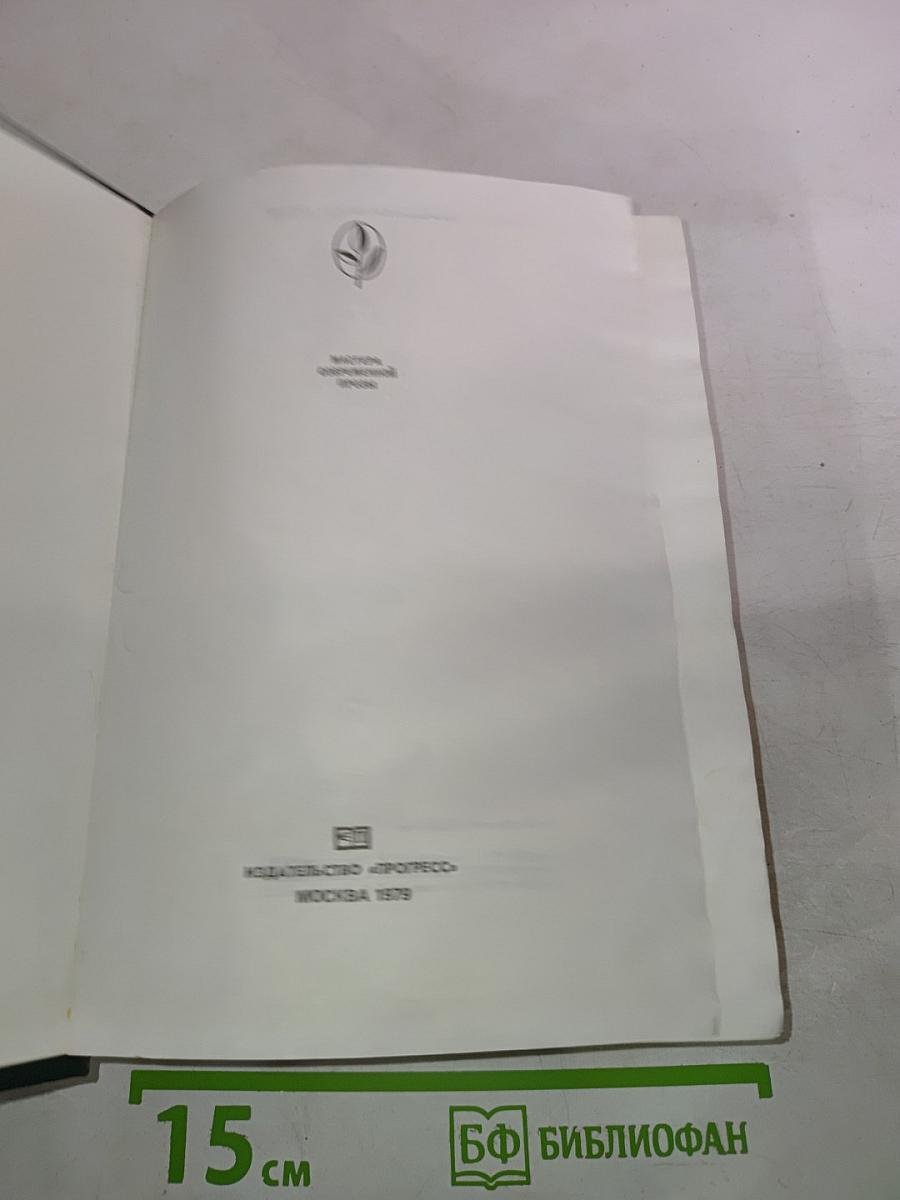 МАСТЕРА
СОВРЕМЕННОЙ
ПРОЗЫ
ИЗДАТЕЛЬСТВО «ПРОГРЕСС»
МОСКВА 1979
15 см
БФ БИБЛИОФАН